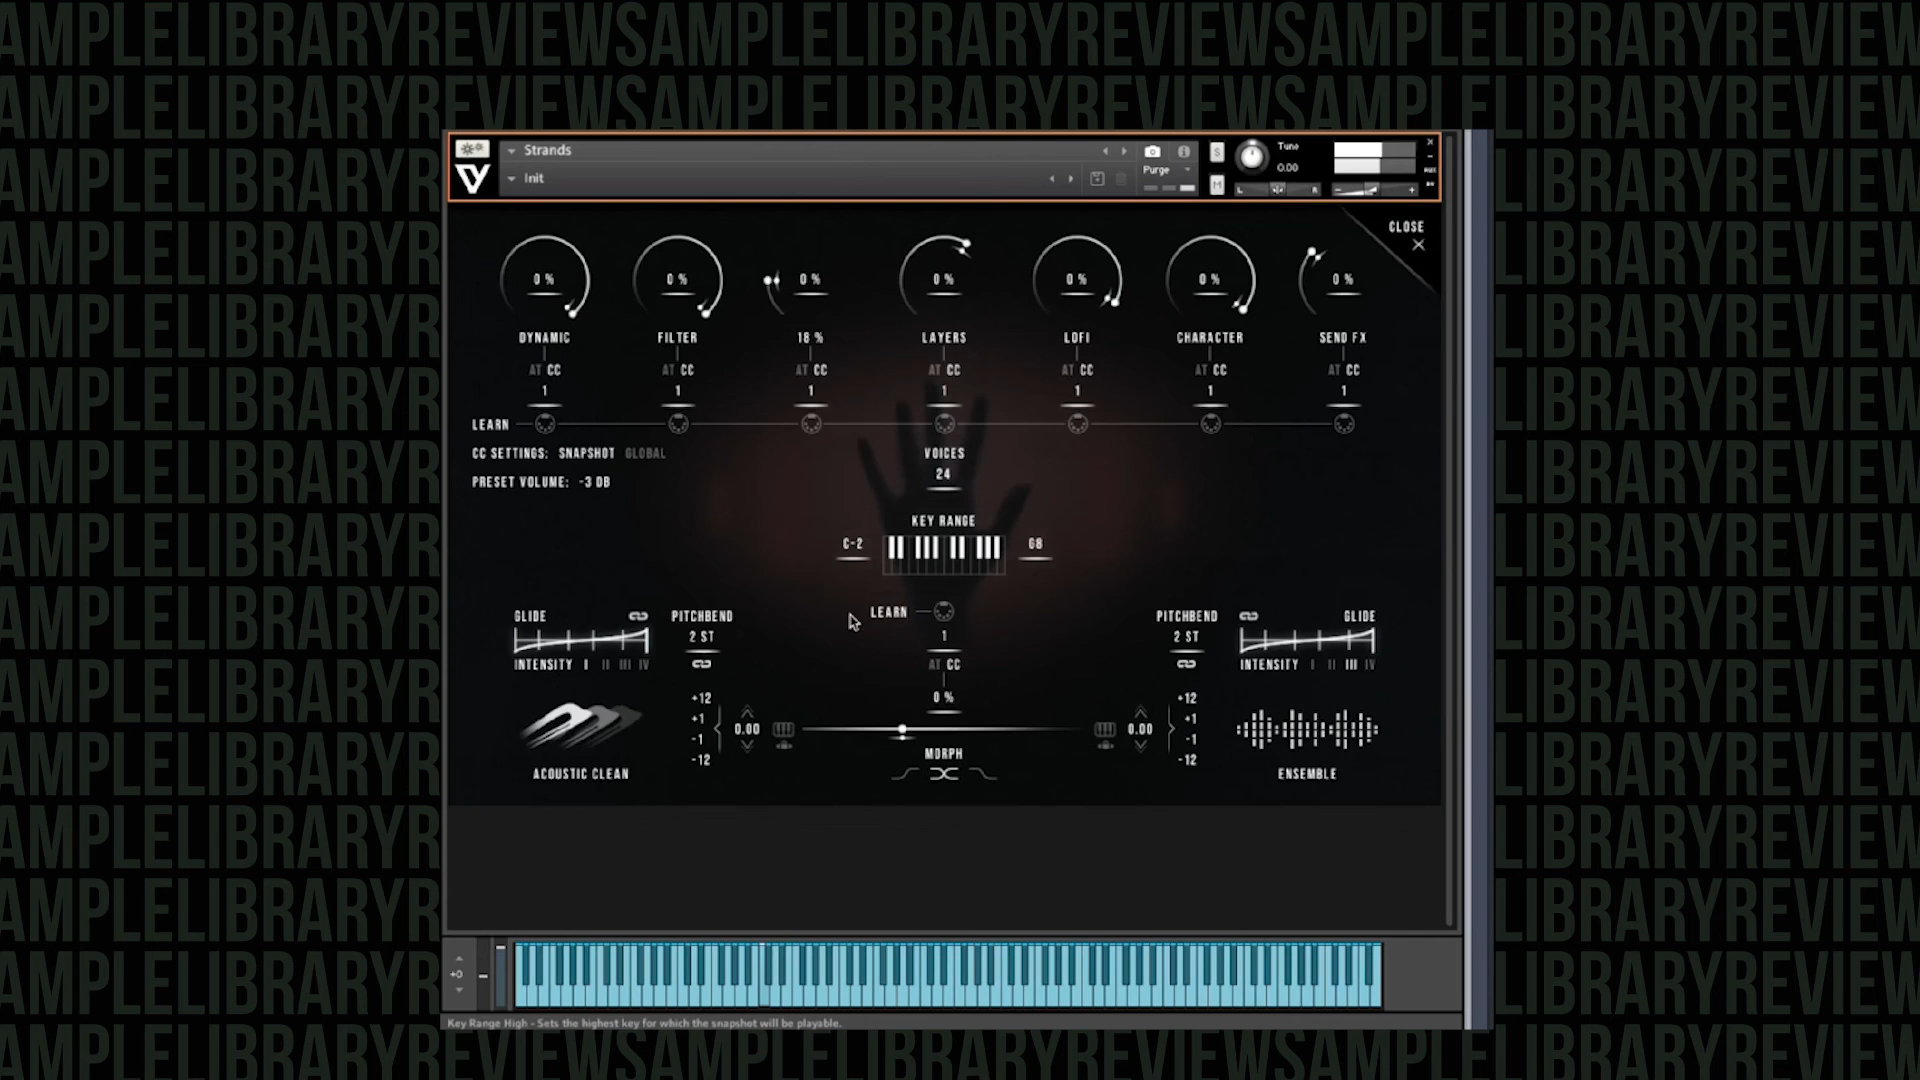 AMPLELIBRARYREVIEWSAMPLELIBRARYREVIEWSAMPLELIBRARYREVIEW
Strands
Init
Purge
S
M
Tune
0.00
L R
AUX
PV
CLOSE
0 % 0 % 0 % 0 % 0 % 0 % 0 %
DYNAMIC FILTER 18 % LAYERS LOFI CHARACTER SEND FX
AT CC AT CC AT CC AT CC AT CC AT CC AT CC
1 1 1 1 1 1 1
LEARN
CC SETTINGS: SNAPSHOT GLOBAL
VOICES
24
PRESET VOLUME: -3 DB
KEY RANGE
C-2 G8
LEARN
1
AT CC
0 %
GLIDE PITCHBEND
2 ST
INTENSITY I II III IV
PITCHBEND GLIDE
2 ST
INTENSITY I II III IV
+12
+1
-1
-12
0.00
MORPH
0.00
+12
+1
-1
-12
ACOUSTIC CLEAN
ENSEMBLE
+0
Key Range High - Sets the highest key for which the snapshot will be playable.